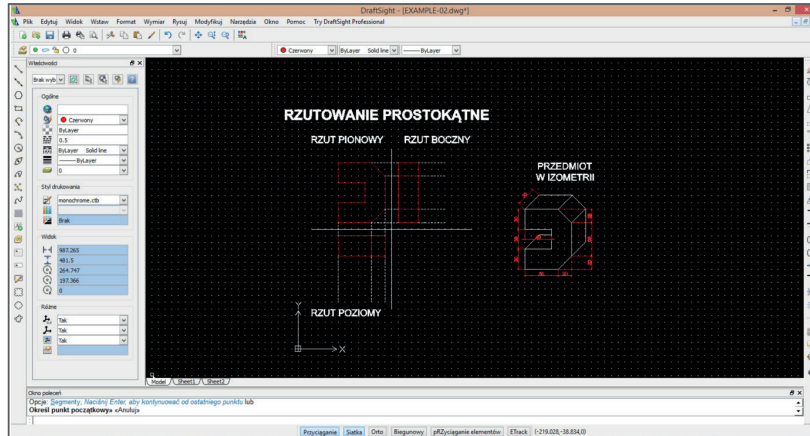 DraftSight - [EXAMPLE-02.dwg*]
Plik Edytuj Widok Wstaw Format Wymiar Rysuj Modyfikuj Narzędzia Okno Pomoc Try DraftSight Professional
0 Czerwony ByLayer Solid line ByLayer
Właściwości
Brak wyb
Ogólne
Czerwony
ByLayer
0.5
ByLayer Solid line
ByLayer
0
Styl drukowania
monochrome.ctb
Brak
Widok
987.265
481.5
264.747
197.366
0
Różne
Tak
Tak
Tak
RZUTOWANIE PROSTOKĄTNE
RZUT PIONOWY RZUT BOCZNY
PRZEDMIOT
W IZOMETRII
RZUT POZIOMY
Y
X
Model Sheet1 Sheet2
Okno poleceń
Opcje: Segmenty, Naciśnij Enter, aby kontynuować od ostatniego punktu lub
Określ punkt początkowy» «Anuluj»
:
Przyciąganie Siatka Orto Biegunowy pRZyciąganie elementów ETrack (-219.028,-38.834,0)